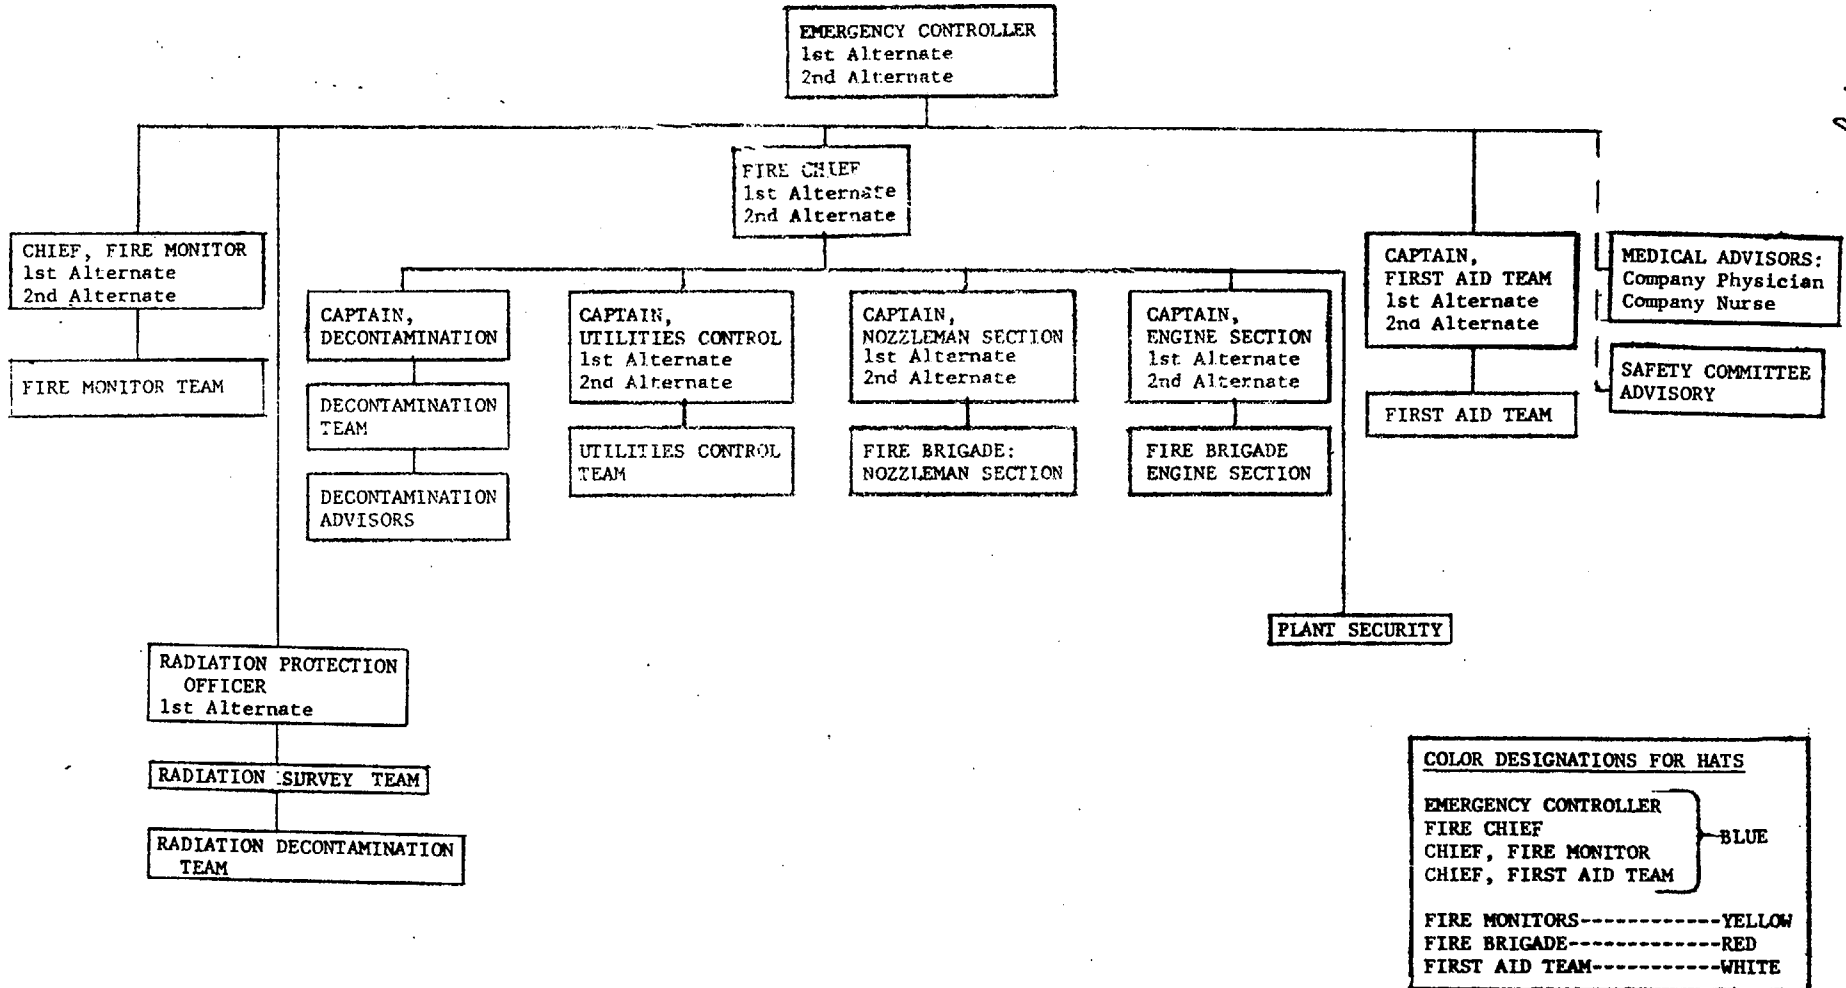 EMERGENCY CONTROLLER
1st Alternate
2nd Alternate
FIRE CHIEF
1st Alternate
2nd Alternate
CHIEF, FIRE MONITOR
1st Alternate
2nd Alternate
FIRE MONITOR TEAM
CAPTAIN,
DECONTAMINATION
DECONTAMINATION
TEAM
DECONTAMINATION
ADVISORS
CAPTAIN,
UTILITIES CONTROL
1st Alternate
2nd Alternate
UTILITIES CONTROL
TEAM
CAPTAIN,
NOZZLEMAN SECTION
1st Alternate
2nd Alternate
FIRE BRIGADE:
NOZZLEMAN SECTION
CAPTAIN,
ENGINE SECTION
1st Alternate
2nd Alternate
FIRE BRIGADE
ENGINE SECTION
CAPTAIN,
FIRST AID TEAM
1st Alternate
2nd Alternate
FIRST AID TEAM
MEDICAL ADVISORS:
Company Physician
Company Nurse
SAFETY COMMITTEE
ADVISORY
PLANT SECURITY
RADIATION PROTECTION
OFFICER
1st Alternate
RADIATION SURVEY TEAM
RADIATION DECONTAMINATION
TEAM
COLOR DESIGNATIONS FOR HATS
EMERGENCY CONTROLLER
FIRE CHIEF
BLUE
CHIEF, FIRE MONITOR
CHIEF, FIRST AID TEAM
FIRE MONITORS------------YELLOW
FIRE BRIGADE-------------RED
FIRST AID TEAM-----------WHITE